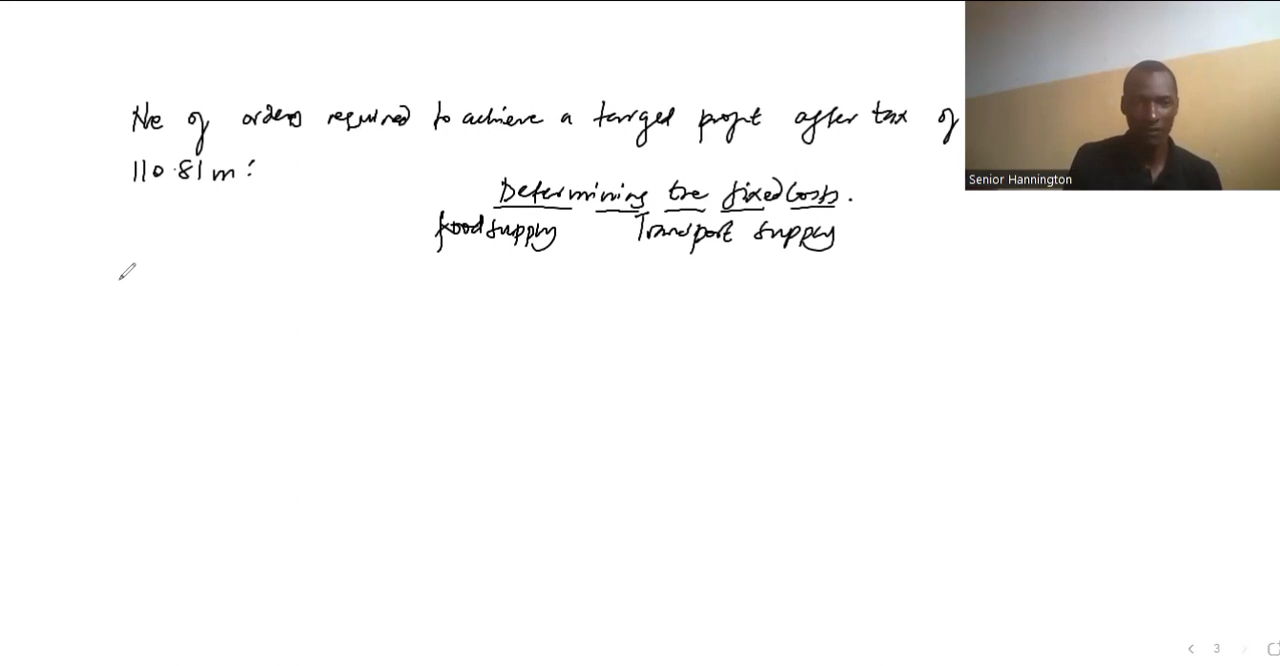 No of orders required to achieve a target profit after tax of
110.81m:
Determining the fixed Costs.
food supply Transport supply
Senior Hannington
3